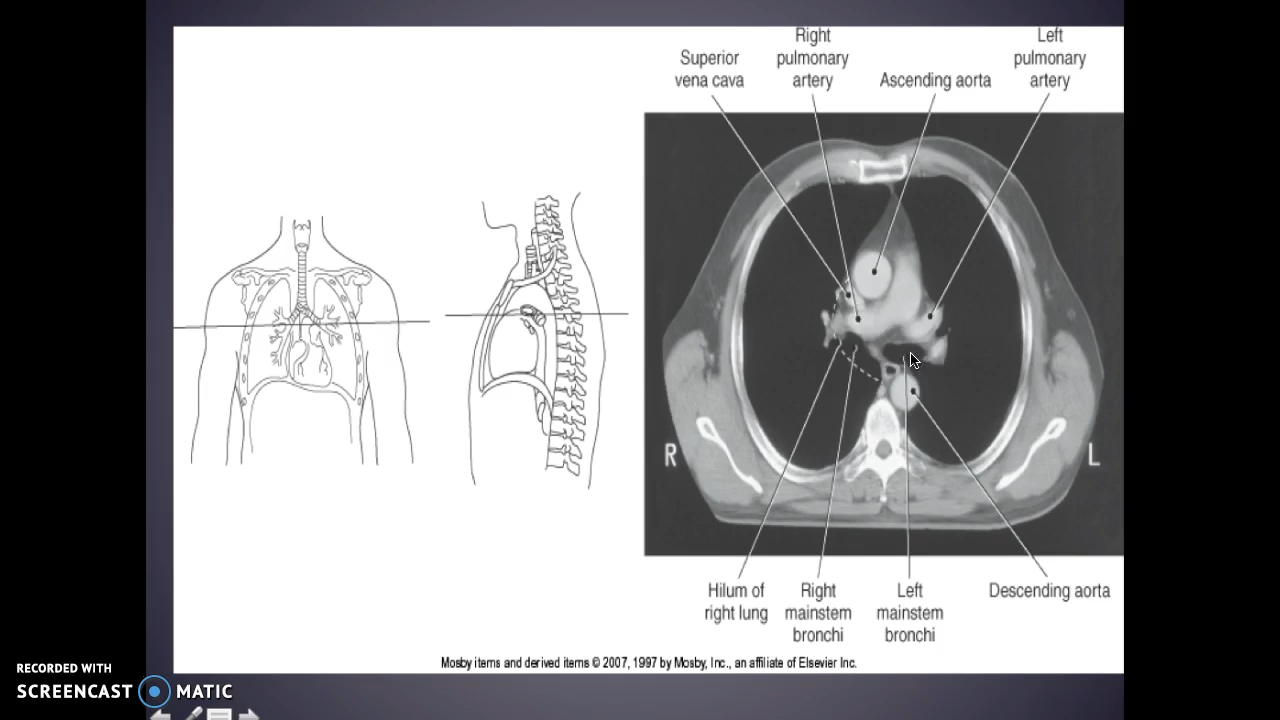 Right
pulmonary
artery
Left
pulmonary
artery
Superior
vena cava
Ascending aorta
R
L
Hilum of
right lung
Right
mainstem
bronchi
Left
mainstem
bronchi
Descending aorta
Mosby items and derived items © 2007, 1997 by Mosby, Inc., an affiliate of Elsevier Inc.
RECORDED WITH
SCREENCAST MATIC